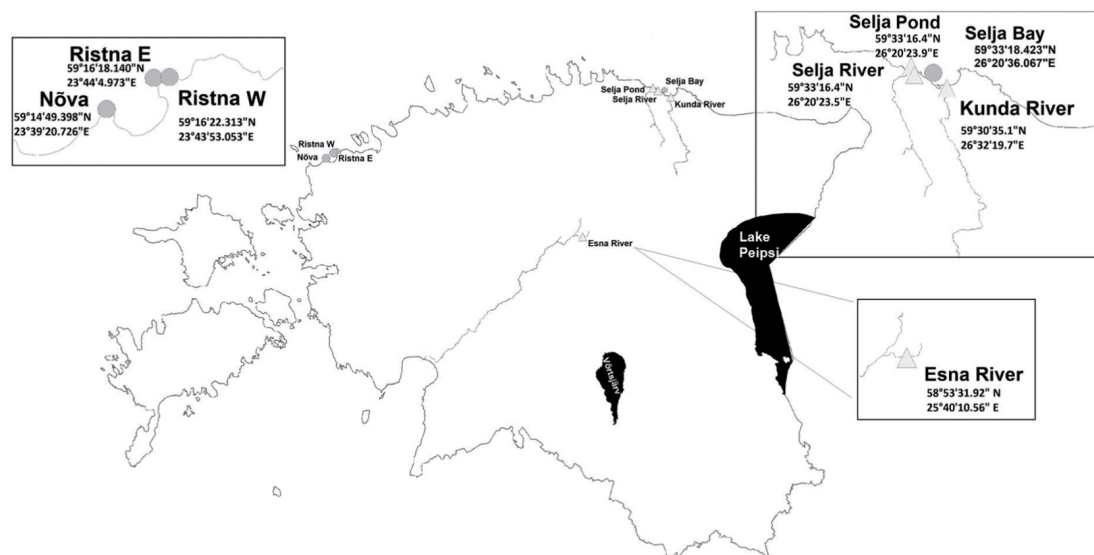 Ristna E
59°16'18.140"N
23°44'4.973"E
Nõva
59°14'49.398"N
23°39'20.726"E
Ristna W
59°16'22.313"N
23°43'53.053"E
Selja Pond
59°33'16.4"N
26°20'23.9"E
Selja Bay
59°33'18.423"N
26°20'36.067"E
Selja River
59°33'16.4"N
26°20'23.5"E
Kunda River
59°30'35.1"N
26°32'19.7"E
Selja Bay
Selja Pond
Selja River
Kunda River
Ristna W
Nõva
Ristna E
Esna River
Lake
Peipsi
Võrtsjärv
Esna River
58°53'31.92" N
25°40'10.56" E